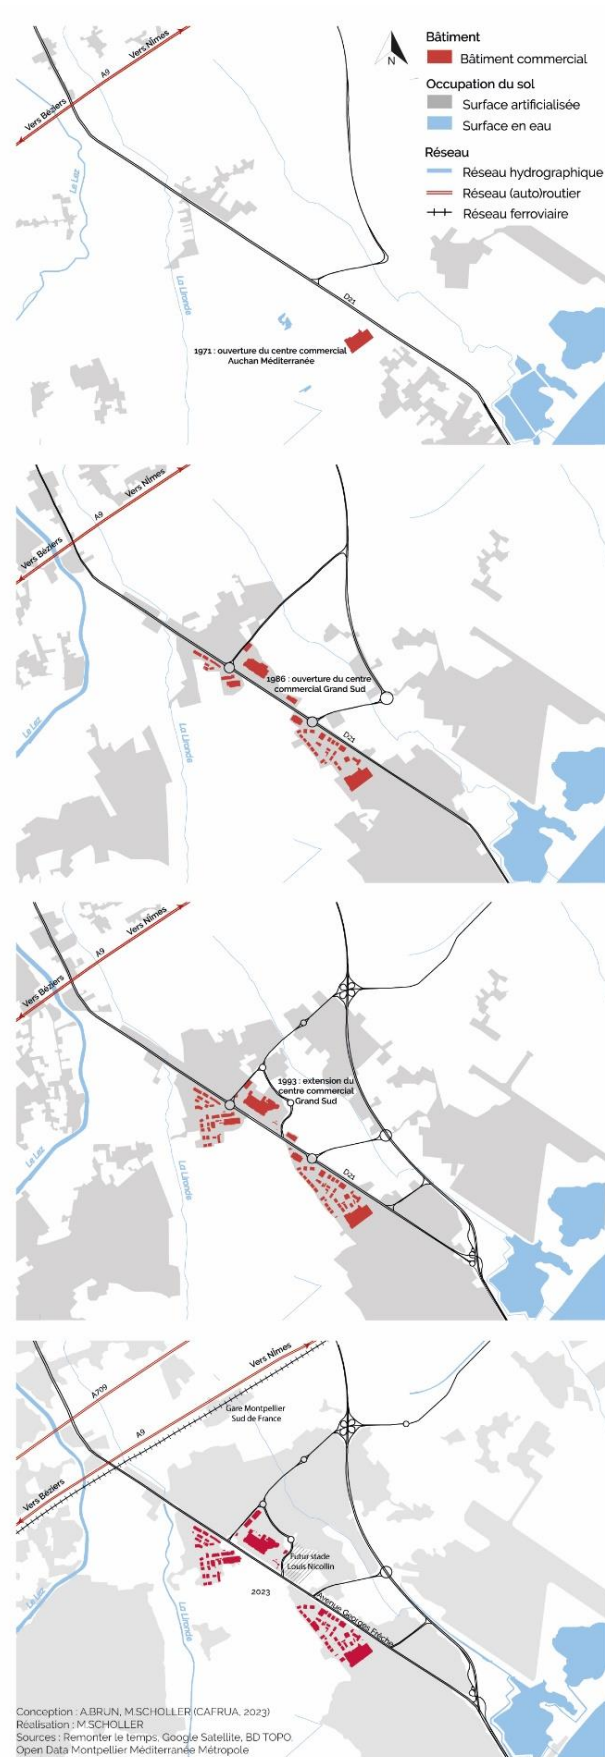 Bâtiment
Bâtiment commercial
Occupation du sol
Surface artificialisée
Surface en eau
Réseau
Réseau hydrographique
Réseau (auto)routier
Réseau ferroviaire
N
Vers Nîmes
A9
Vers Béziers
Le Lez
La Lironde
D21
1971 : ouverture du centre commercial
Auchan Méditerranée
Vers Nîmes
A9
Vers Béziers
1986 : ouverture du centre
commercial Grand Sud
Le Lez
La Lironde
D21
Vers Nîmes
A9
Vers Béziers
1993 : extension du
centre commercial
Grand Sud
Le Lez
La Lironde
D21
Vers Nîmes
A709
A9
Gare Montpellier
Sud de France
Vers Béziers
Futur stade
Louis Nicollin
2023
Le Lez
La Lironde
Avenue Georges Frêche
Conception : A.BRUN, M.SCHOLLER (CAFRUA, 2023)
Réalisation : M.SCHOLLER
Sources : Remonter le temps, Google Satellite, BD TOPO,
Open Data Montpellier Méditerranée Métropole